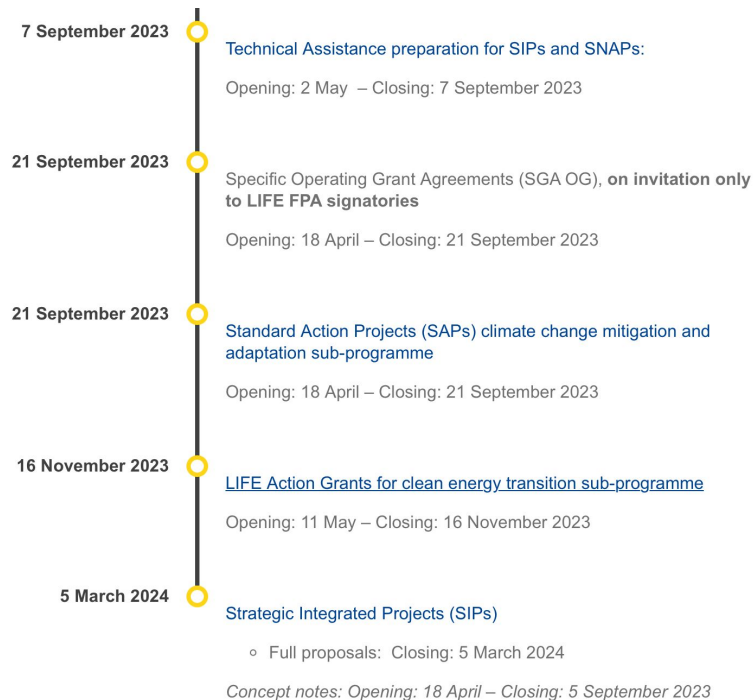 7 September 2023
Technical Assistance preparation for SIPs and SNAPs:
Opening: 2 May – Closing: 7 September 2023
21 September 2023
Specific Operating Grant Agreements (SGA OG), on invitation only
to LIFE FPA signatories
Opening: 18 April – Closing: 21 September 2023
21 September 2023
Standard Action Projects (SAPs) climate change mitigation and
adaptation sub-programme
Opening: 18 April – Closing: 21 September 2023
16 November 2023
LIFE Action Grants for clean energy transition sub-programme
Opening: 11 May – Closing: 16 November 2023
5 March 2024
Strategic Integrated Projects (SIPs)
◦ Full proposals: Closing: 5 March 2024
Concept notes: Opening: 18 April – Closing: 5 September 2023